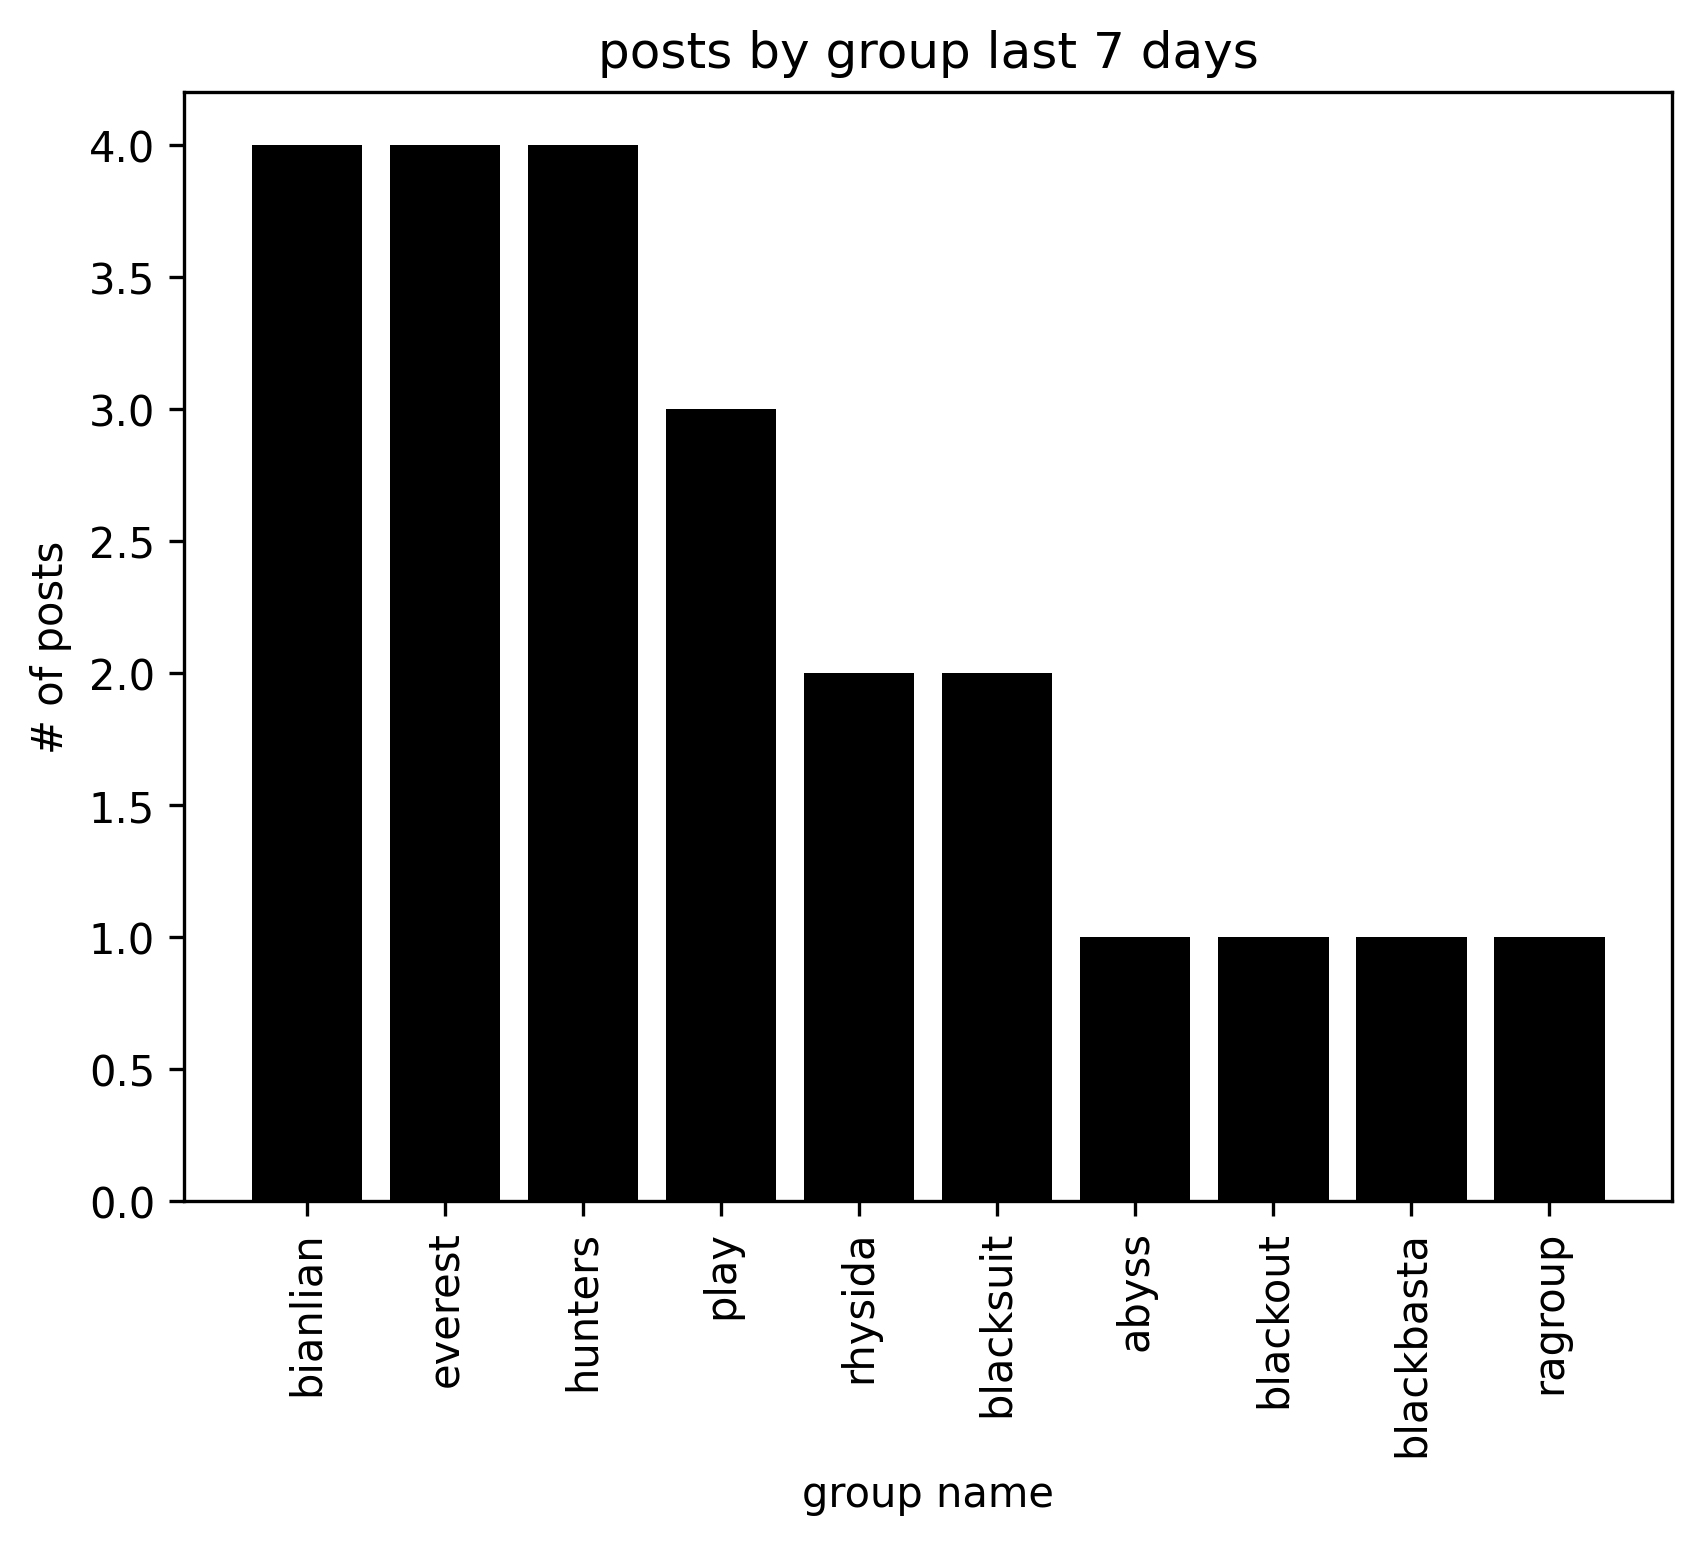 posts by group last 7 days
# of posts
4.0
3.5
3.0
2.5
2.0
1.5
1.0
0.5
0.0
bianlian
everest
hunters
play
rhysida
blacksuit
abyss
blackout
blackbasta
ragroup
group name